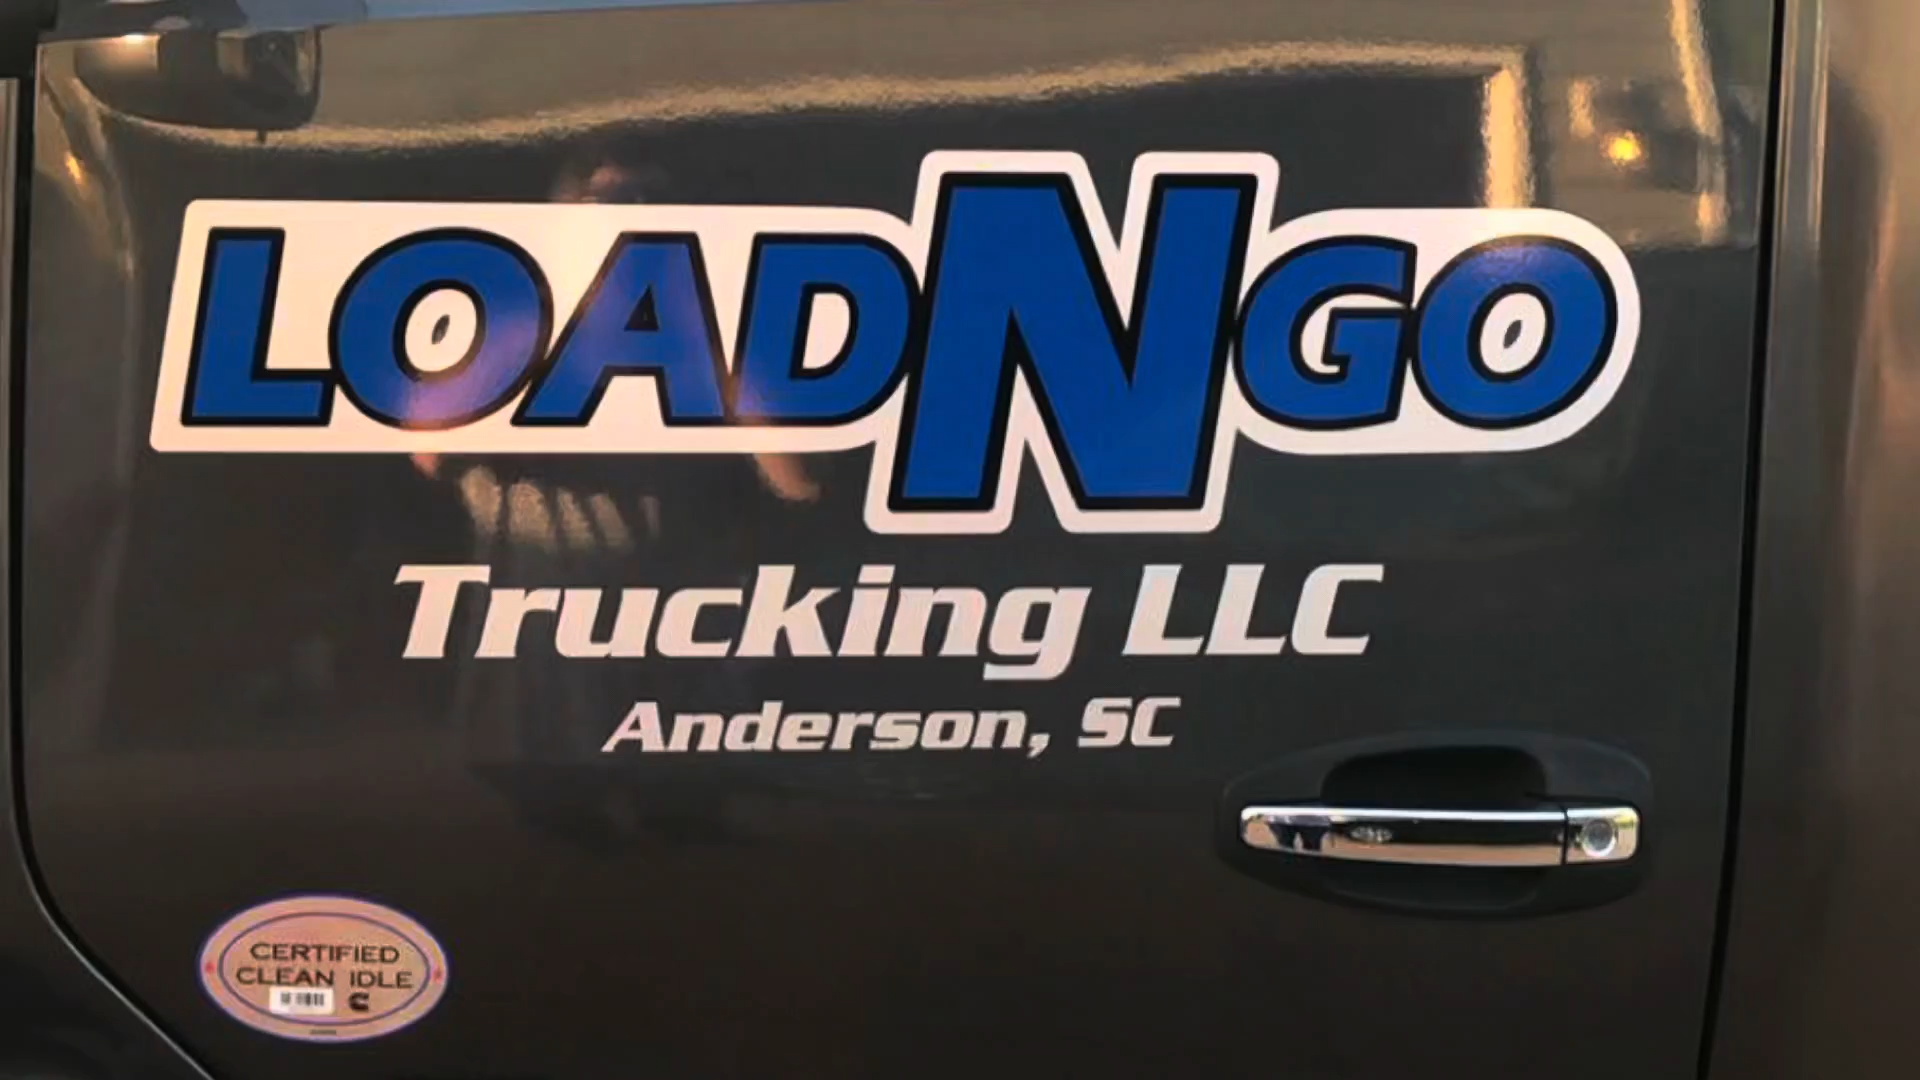 LOADNGO
Trucking LLC
Anderson, SC
CERTIFIED
CLEAN IDLE